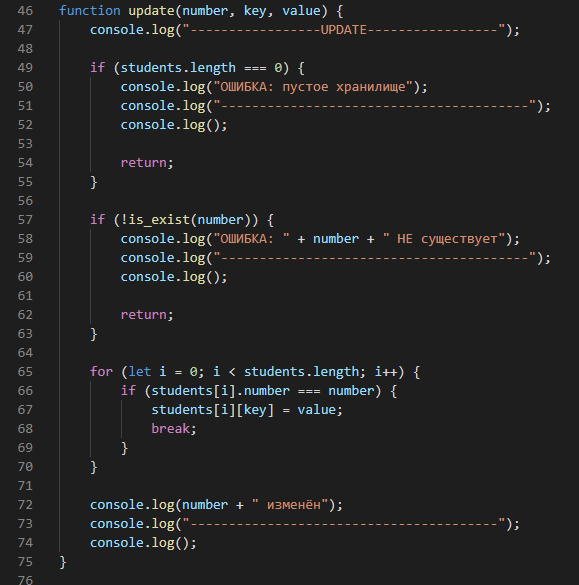 46 function update(number, key, value) {
47     console.log("-----------------UPDATE-----------------");
48
49     if (students.length === 0) {
50         console.log("ОШИБКА: пустое хранилище");
51         console.log("----------------------------------------");
52         console.log();
53
54         return;
55     }
56
57     if (!is_exist(number)) {
58         console.log("ОШИБКА: " + number + " НЕ существует");
59         console.log("----------------------------------------");
60         console.log();
61
62         return;
63     }
64
65     for (let i = 0; i < students.length; i++) {
66         if (students[i].number === number) {
67             students[i][key] = value;
68             break;
69         }
70     }
71
72     console.log(number + " изменён");
73     console.log("----------------------------------------");
74     console.log();
75 }
76